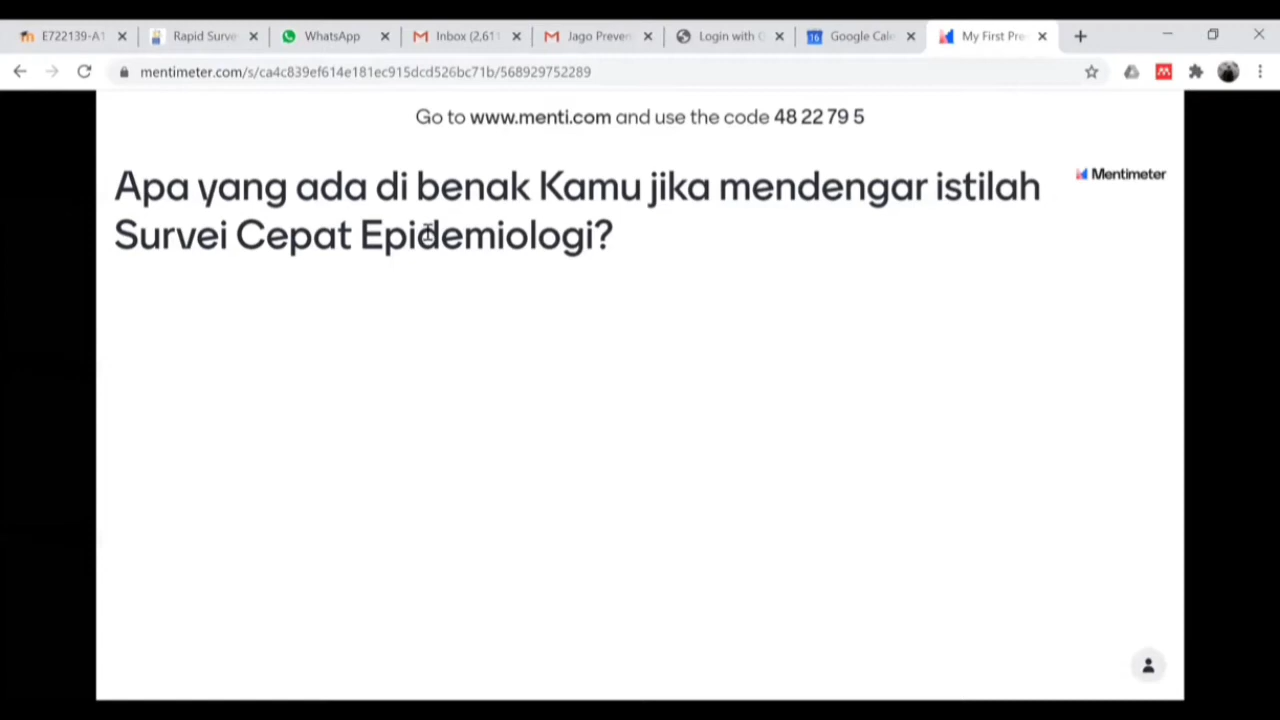 E722139-A1
Rapid Surve
WhatsApp
Inbox (2,611
Jago Preven
Login with
Google Cale
My First Pre
mentimeter.com/s/ca4c839ef614e181ec915dcd526bc71b/568929752289
Go to www.menti.com and use the code 48 22 79 5
Apa yang ada di benak Kamu jika mendengar istilah
Survei Cepat Epidemiologi?
Mentimeter